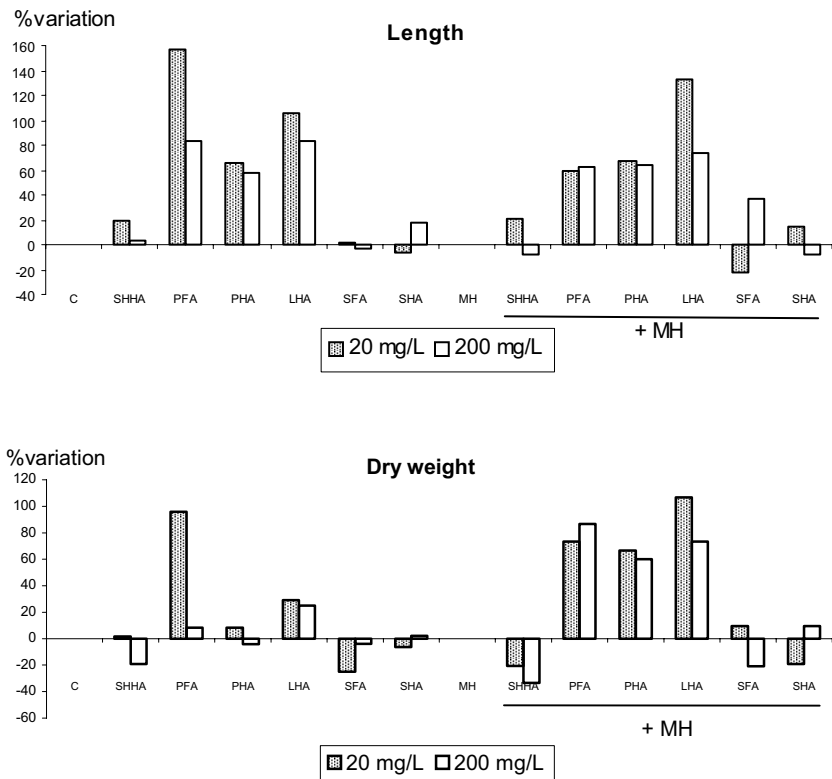 %variation
Length
160
140
120
100
80
60
40
20
0
-20
-40
C SHHA PFA PHA LHA SFA SHA MH SHHA PFA PHA LHA SFA SHA
+ MH
20 mg/L 200 mg/L
%variation
Dry weight
120
100
80
60
40
20
0
-20
-40
-60
C SHHA PFA PHA LHA SFA SHA MH SHHA PFA PHA LHA SFA SHA
+ MH
20 mg/L 200 mg/L